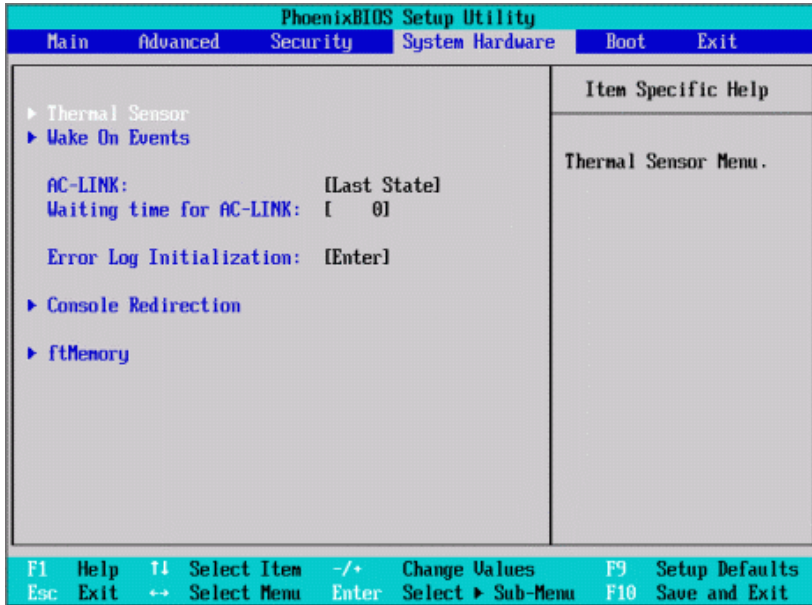 PhoenixBIOS Setup Utility
Main Advanced Security System Hardware Boot Exit
Item Specific Help
▶ Thermal Sensor
▶ Wake On Events
Thermal Sensor Menu.
AC-LINK: [Last State]
Waiting time for AC-LINK: [ 0]
Error Log Initialization: [Enter]
▶ Console Redirection
▶ ftMemory
F1 Help ↑↓ Select Item -/+ Change Values F9 Setup Defaults
Esc Exit ↔ Select Menu Enter Select ▶ Sub-Menu F10 Save and Exit